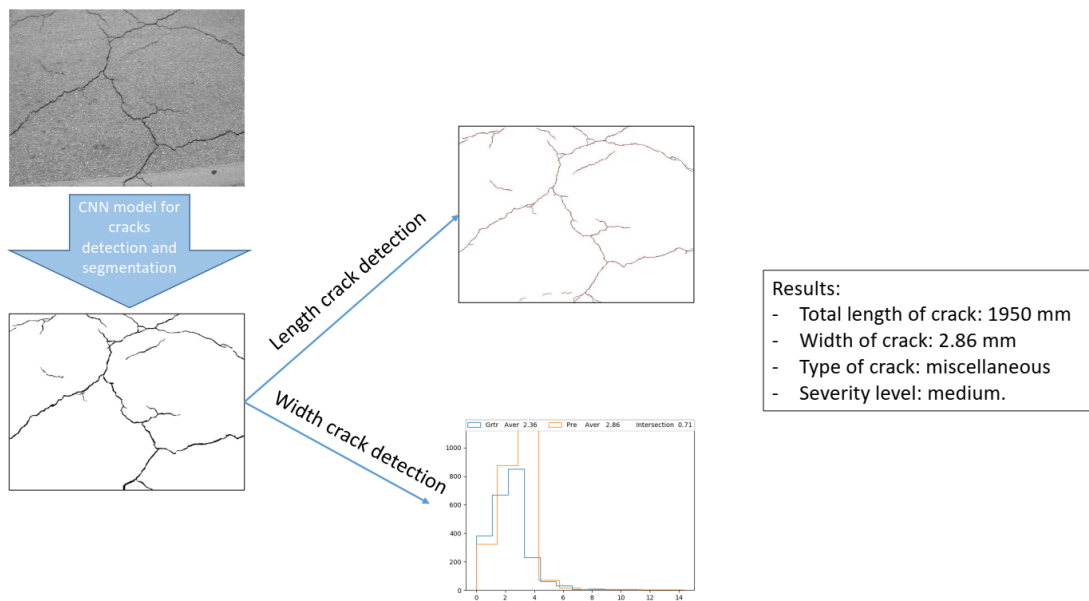 CNN model for
cracks
detection and
segmentation
Length crack detection
Width crack detection
Grtr Aver 2.36 Pre Aver 2.86 Intersection 0.71
1000
800
600
400
200
0
0 2 4 6 8 10 12 14
Results:
- Total length of crack: 1950 mm
- Width of crack: 2.86 mm
- Type of crack: miscellaneous
- Severity level: medium.